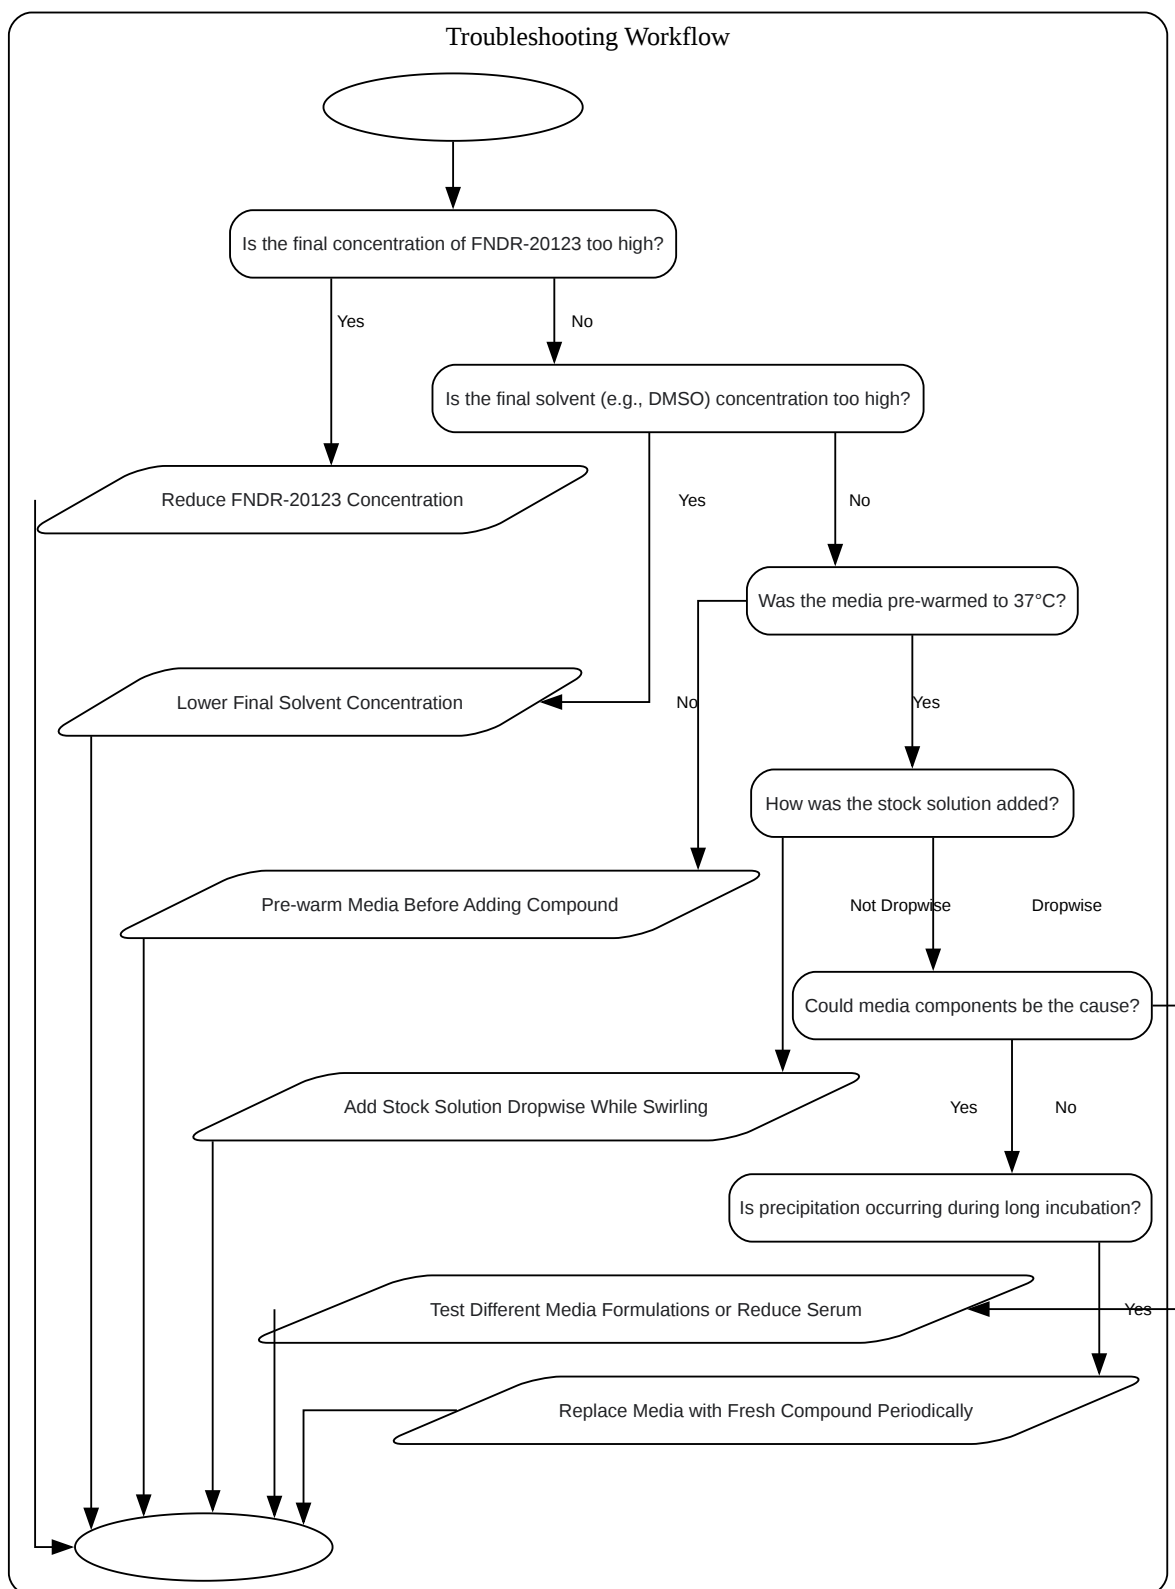 Troubleshooting Workflow
Is the final concentration of FNDR-20123 too high?
Yes
No
Is the final solvent (e.g., DMSO) concentration too high?
Reduce FNDR-20123 Concentration
Yes
No
Was the media pre-warmed to 37°C?
Lower Final Solvent Concentration
No
Yes
How was the stock solution added?
Pre-warm Media Before Adding Compound
Not Dropwise
Dropwise
Could media components be the cause?
Add Stock Solution Dropwise While Swirling
Yes
No
Is precipitation occurring during long incubation?
Test Different Media Formulations or Reduce Serum
Yes
Replace Media with Fresh Compound Periodically